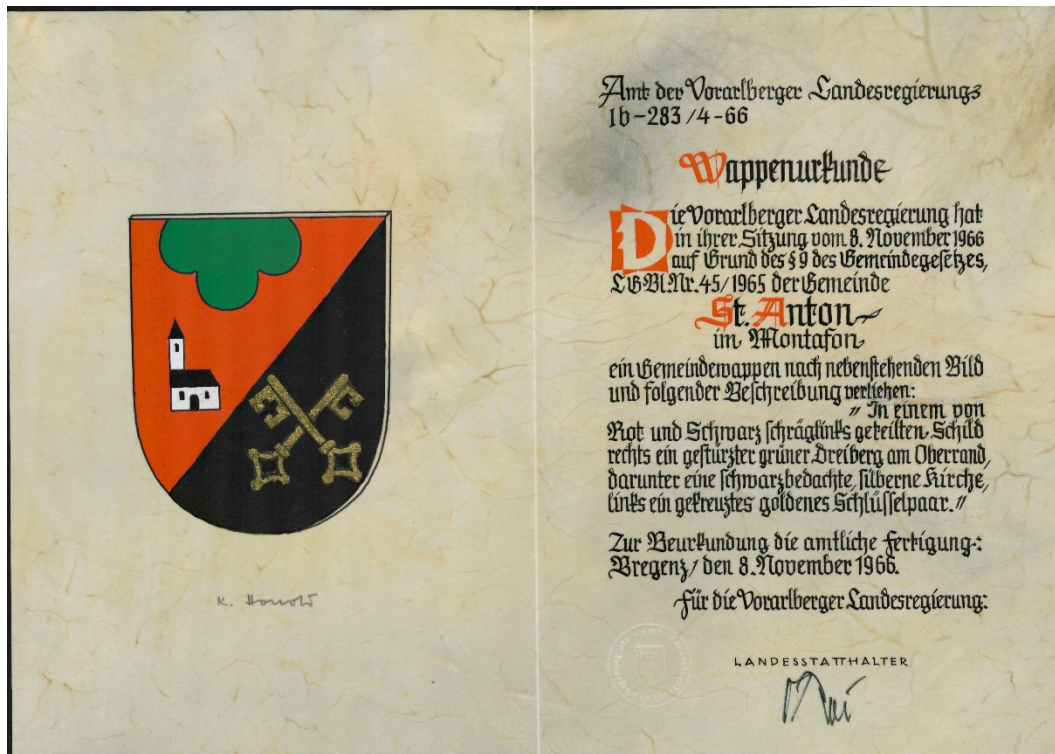 K. Honold
Amt der Vorarlberger Landesregierung
Ib-283/4-66
Wappenurkunde
Die Vorarlberger Landesregierung hat
in ihrer Sitzung vom 8. November 1966
auf Grund des § 9 des Gemeindegesetzes,
LGBl. Nr. 45/1965 der Gemeinde
St. Anton
im Montafon
ein Gemeindewappen nach nebenstehenden Bild
und folgender Beschreibung verliehen:
"In einem von
Rot und Schwarz schräglinks geteilten Schild
rechts ein gestürzter grüner Dreiberg am Oberrand,
darunter eine schwarzbedachte, silberne Kirche,
links ein gekreuztes goldenes Schlüsselpaar."
Zur Beurkundung die amtliche Fertigung:
Bregenz, den 8. November 1966.
Für die Vorarlberger Landesregierung:
LANDESSTATTHALTER